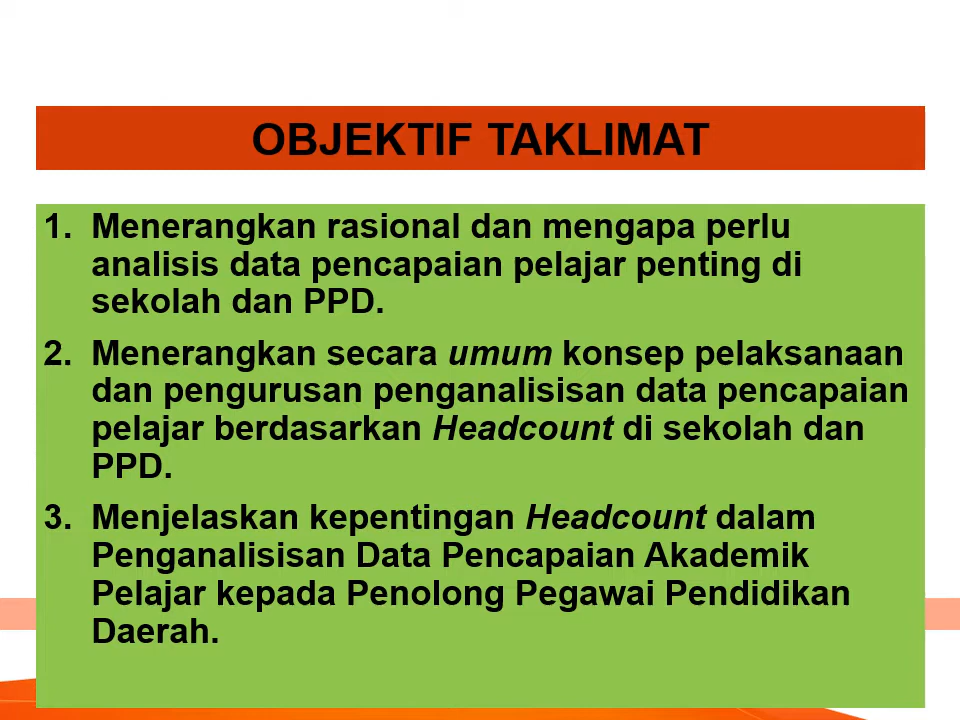 OBJEKTIF TAKLIMAT
1. Menerangkan rasional dan mengapa perlu
analisis data pencapaian pelajar penting di
sekolah dan PPD.
2. Menerangkan secara umum konsep pelaksanaan
dan pengurusan penganalisisan data pencapaian
pelajar berdasarkan Headcount di sekolah dan
PPD.
3. Menjelaskan kepentingan Headcount dalam
Penganalisisan Data Pencapaian Akademik
Pelajar kepada Penolong Pegawai Pendidikan
Daerah.